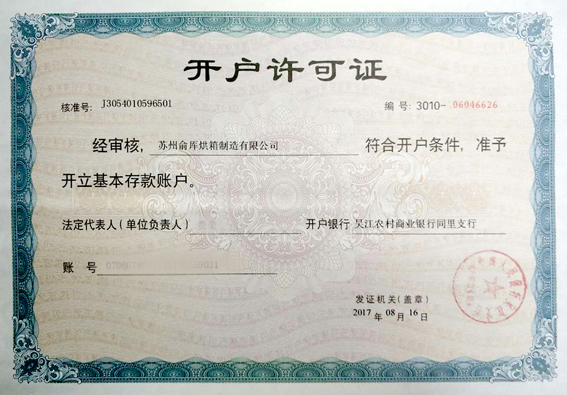 开户许可证
核准号: J3054010596501 编号: 3010- 06046626
经审核, 苏州俞厍烘箱制造有限公司 符合开户条件, 准予
开立基本存款账户。
法定代表人(单位负责人) 开户银行 吴江农村商业银行同里支行
账号
发证机关(盖章)
2017 年 08 月 16 日